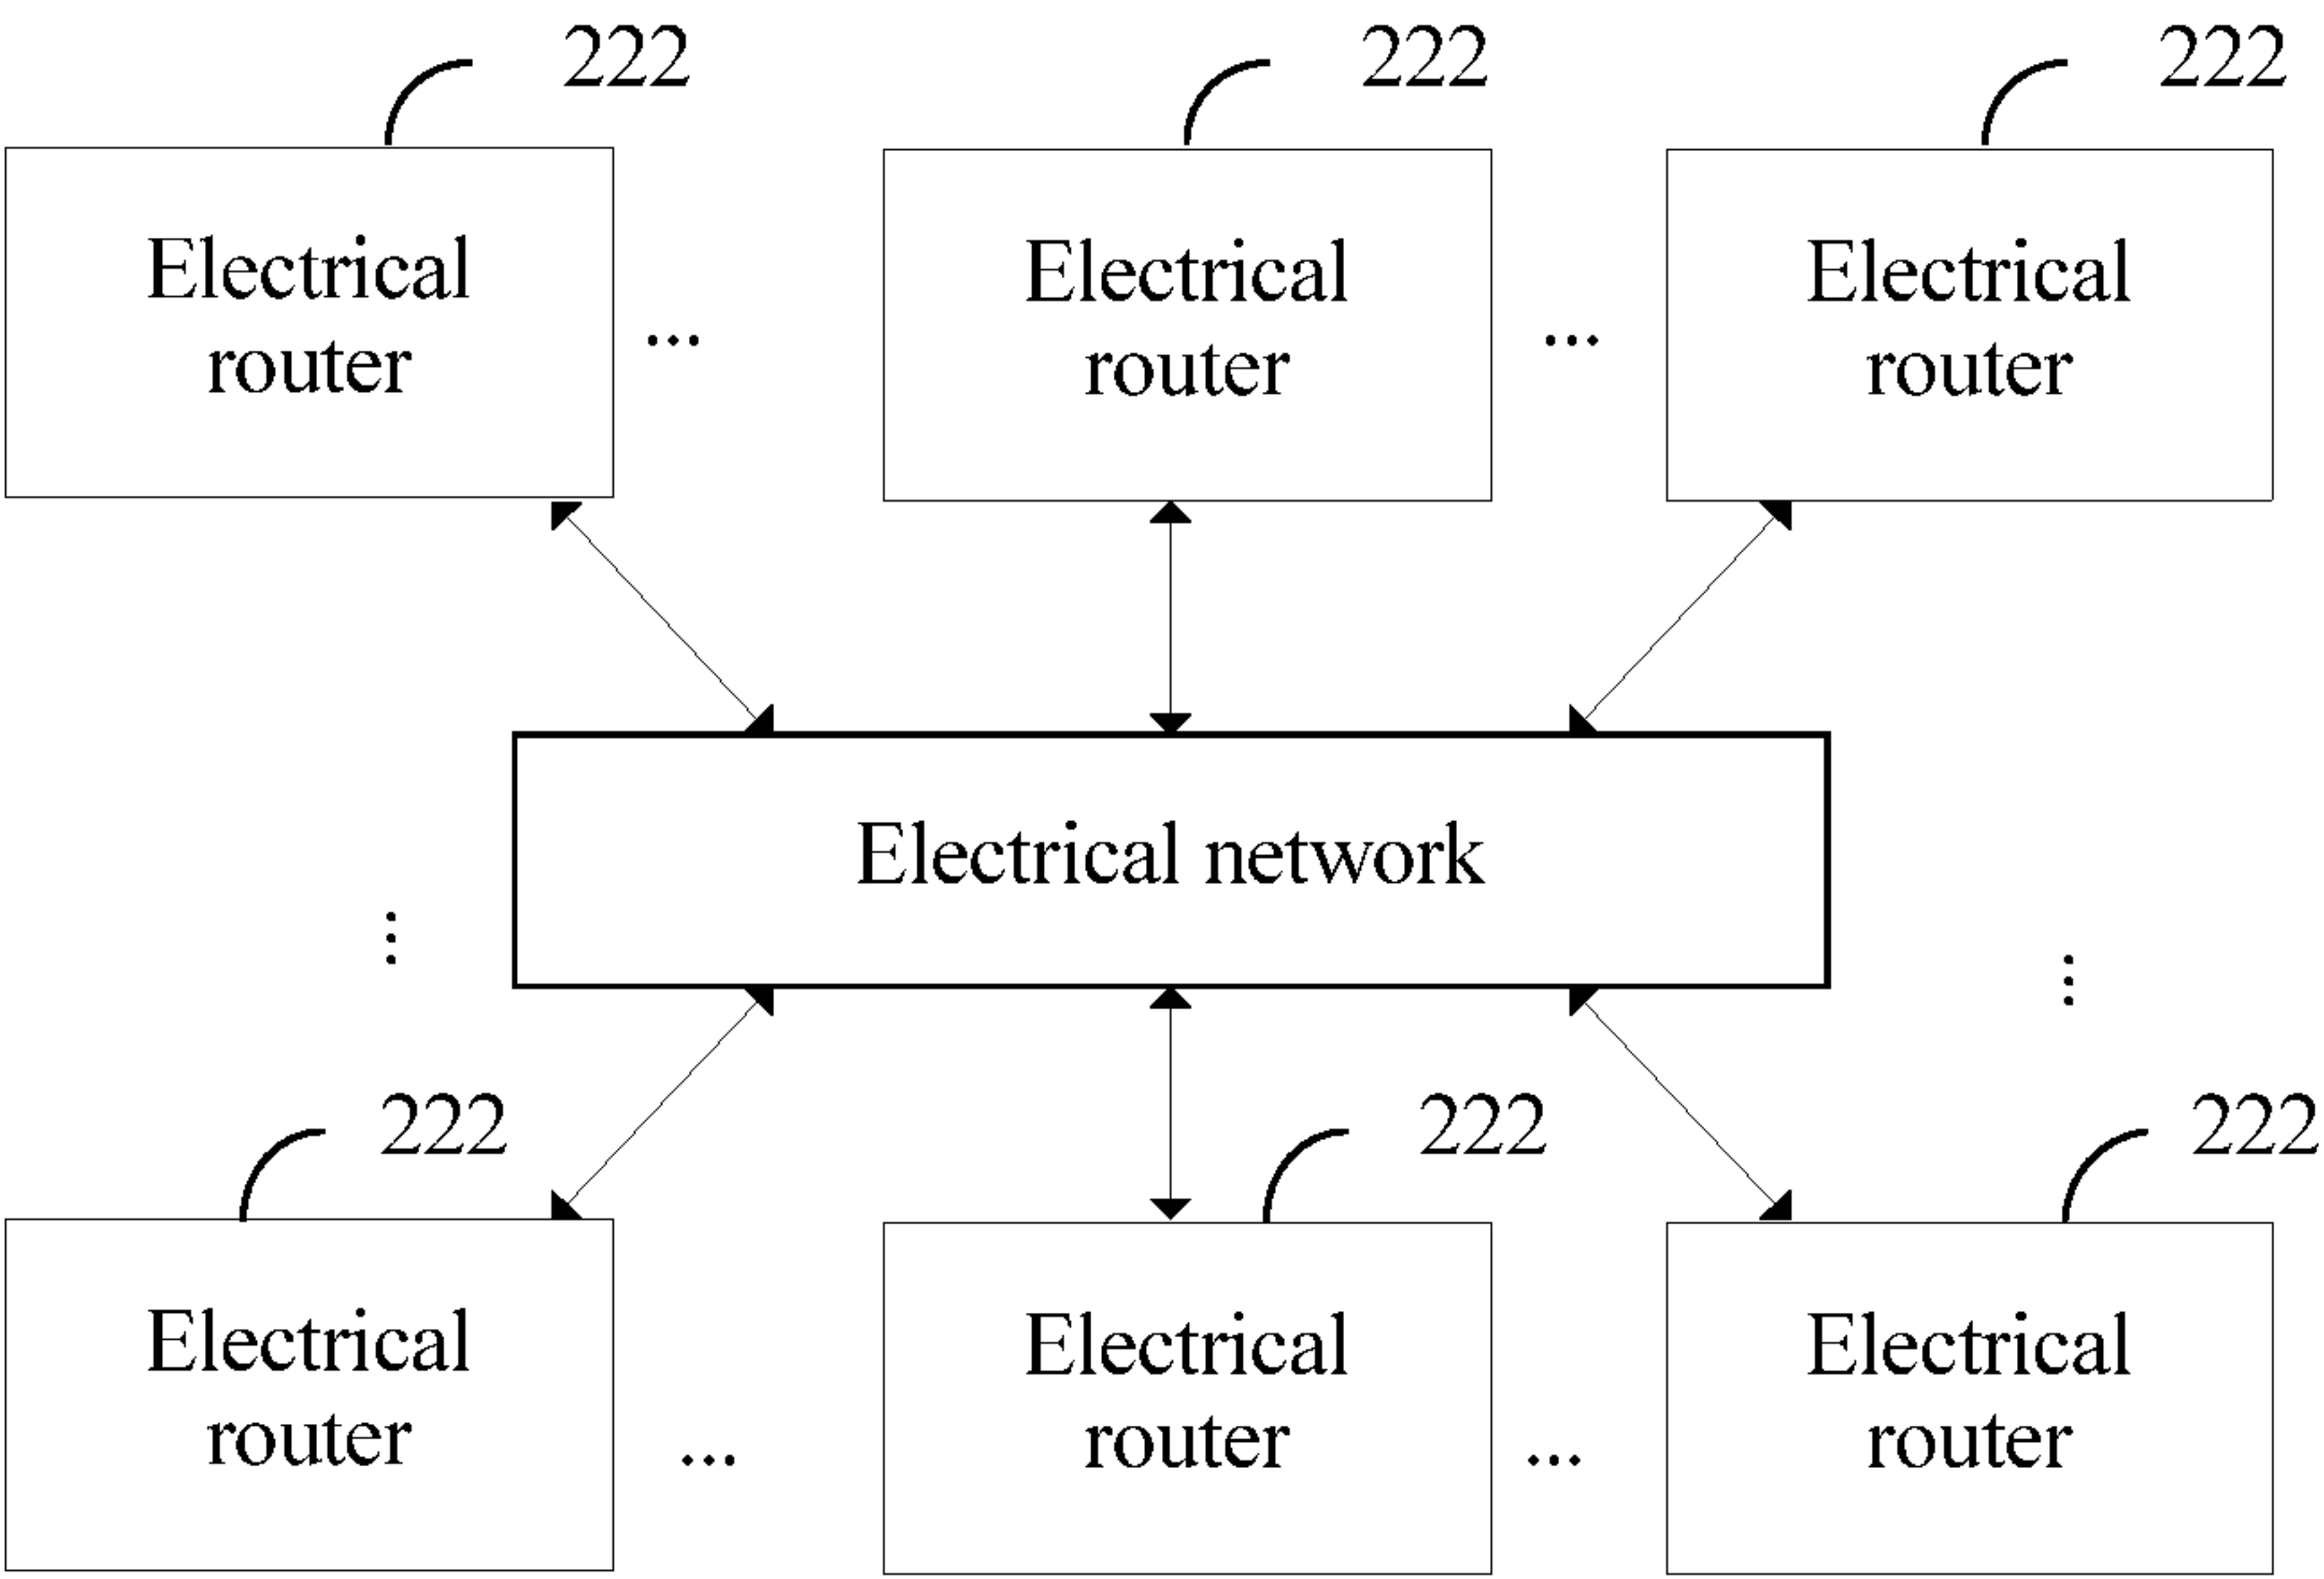 222 222 222
Electrical Electrical Electrical
router ... router ... router
Electrical network
⋮ ⋮
222 222 222
Electrical Electrical Electrical
router ... router ... router